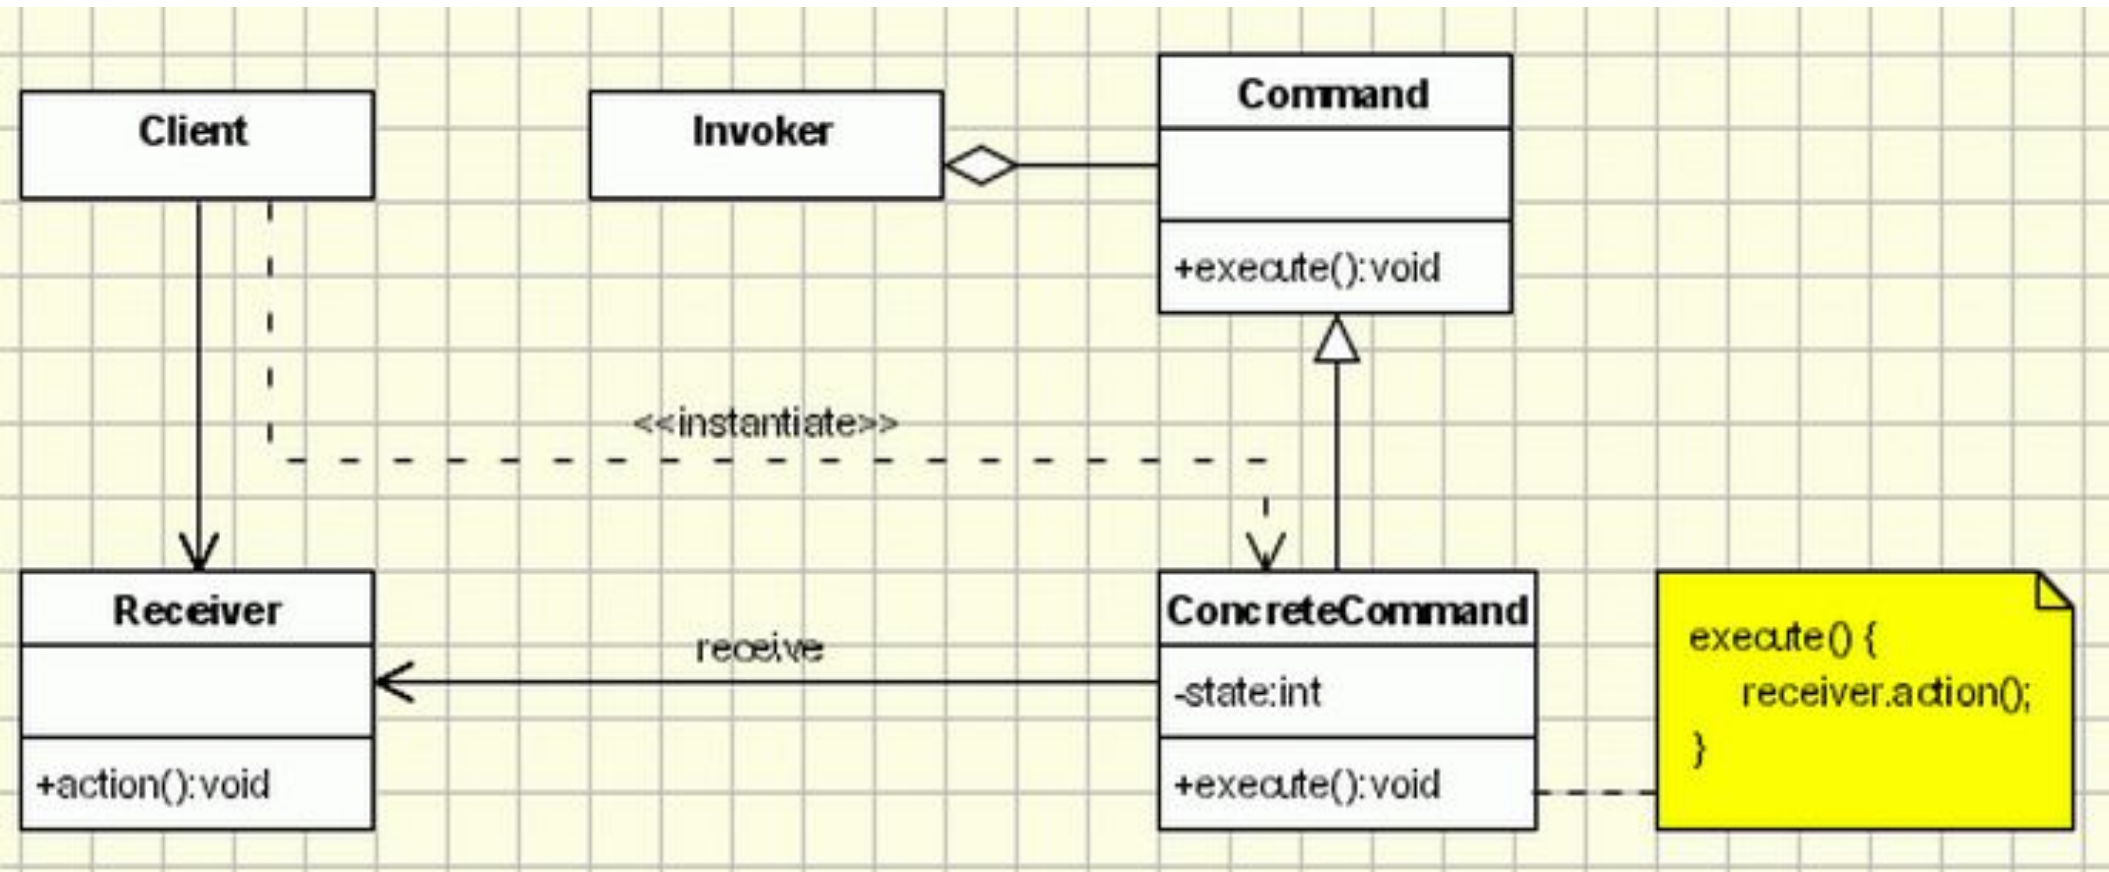 Client
Invoker
Command
+execute():void
<<instantiate>>
Receiver
+action():void
receive
ConcreteCommand
-state:int
+execute():void
execute() {
receiver.action();
}